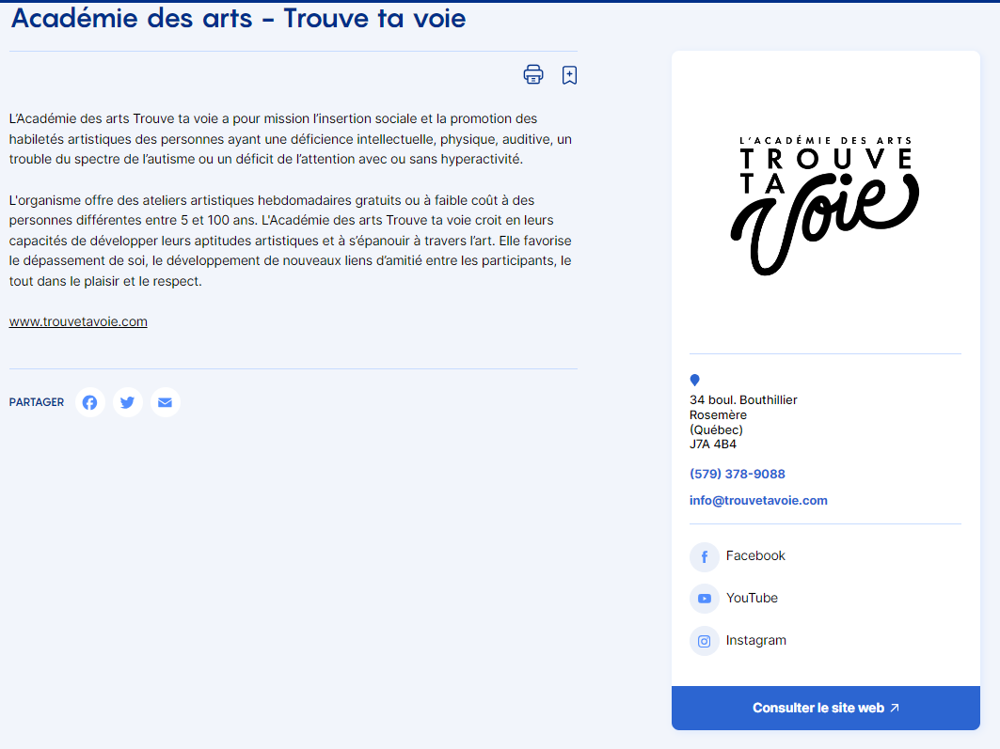 Académie des arts - Trouve ta voie
L’Académie des arts Trouve ta voie a pour mission l’insertion sociale et la promotion des
habiletés artistiques des personnes ayant une déficience intellectuelle, physique, auditive, un
trouble du spectre de l’autisme ou un déficit de l’attention avec ou sans hyperactivité.
L'organisme offre des ateliers artistiques hebdomadaires gratuits ou à faible coût à des
personnes différentes entre 5 et 100 ans. L'Académie des arts Trouve ta voie croit en leurs
capacités de développer leurs aptitudes artistiques et à s’épanouir à travers l’art. Elle favorise
le dépassement de soi, le développement de nouveaux liens d’amitié entre les participants, le
tout dans le plaisir et le respect.
www.trouvetavoie.com
PARTAGER
L'ACADÉMIE DES ARTS
TROUVE
TA Voie
34 boul. Bouthillier
Rosemère
(Québec)
J7A 4B4
(579) 378-9088
info@trouvetavoie.com
Facebook
YouTube
Instagram
Consulter le site web